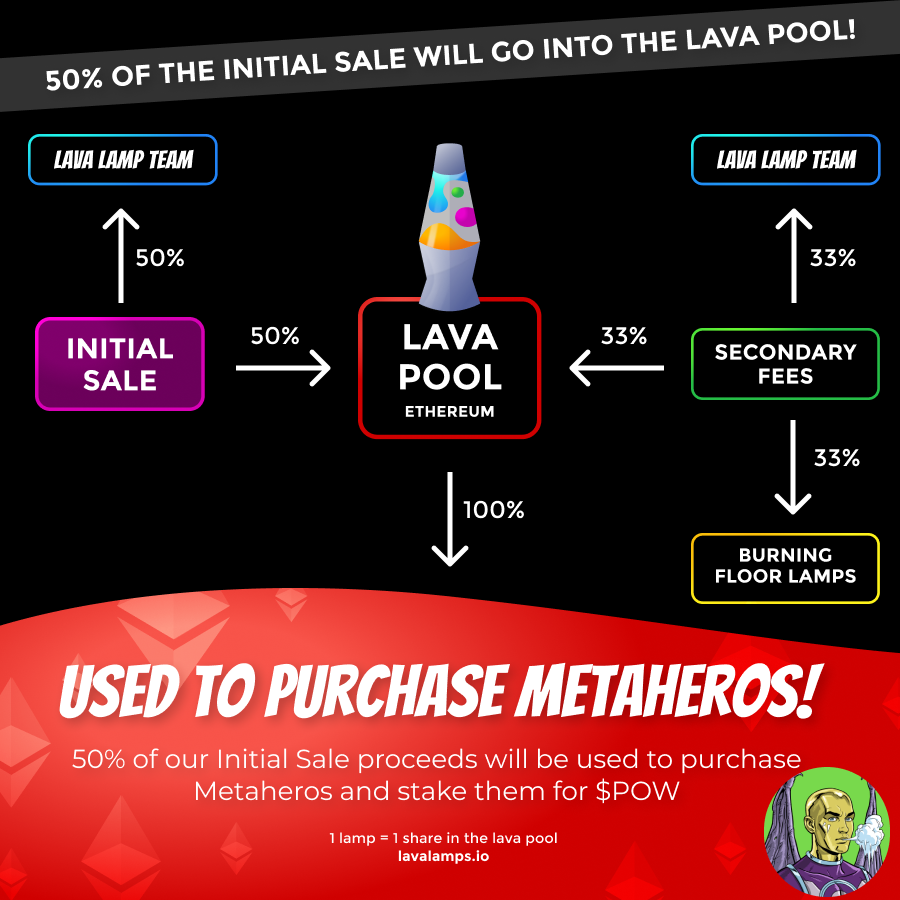 50% OF THE INITIAL SALE WILL GO INTO THE LAVA POOL!
LAVA LAMP TEAM
LAVA LAMP TEAM
50%
33%
INITIAL
SALE
50%
LAVA
POOL
ETHEREUM
33%
SECONDARY
FEES
100%
33%
BURNING
FLOOR LAMPS
USED TO PURCHASE METAHEROS!
50% of our Initial Sale proceeds will be used to purchase
Metaheros and stake them for $POW
1 lamp = 1 share in the lava pool
lavalamps.io